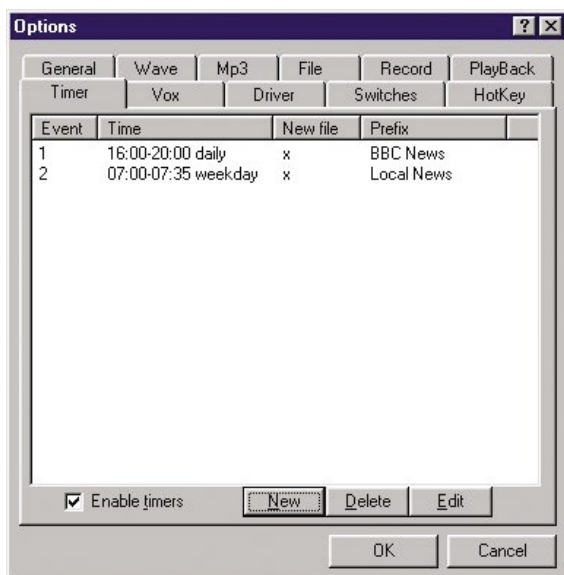 Options
General Wave Mp3 File Record PlayBack
Timer Vox Driver Switches HotKey
Event Time New file Prefix
1 16:00-20:00 daily x BBC News
2 07:00-07:35 weekday x Local News
Enable timers New Delete Edit
OK Cancel